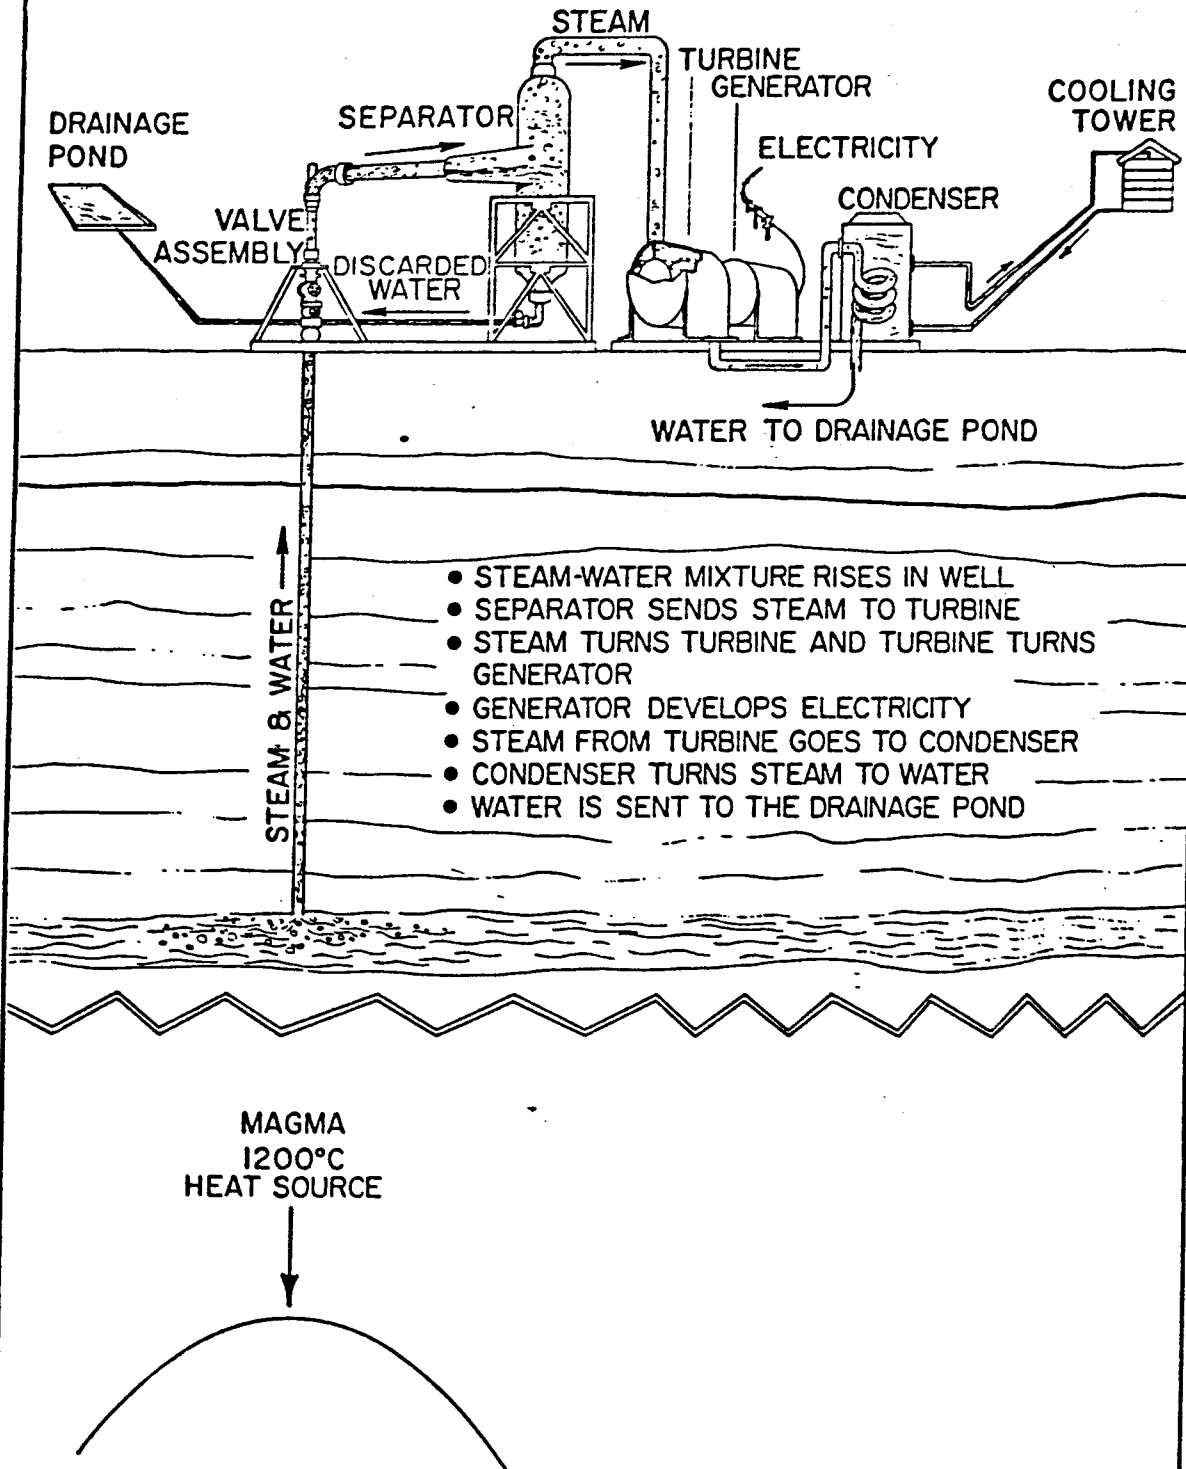 STEAM
TURBINE
GENERATOR
COOLING
TOWER
SEPARATOR
DRAINAGE
POND
ELECTRICITY
CONDENSER
VALVE
ASSEMBLY
DISCARDED
WATER
WATER TO DRAINAGE POND
STEAM & WATER
• STEAM-WATER MIXTURE RISES IN WELL
• SEPARATOR SENDS STEAM TO TURBINE
• STEAM TURNS TURBINE AND TURBINE TURNS
GENERATOR
• GENERATOR DEVELOPS ELECTRICITY
• STEAM FROM TURBINE GOES TO CONDENSER
• CONDENSER TURNS STEAM TO WATER
• WATER IS SENT TO THE DRAINAGE POND
MAGMA
1200°C
HEAT SOURCE